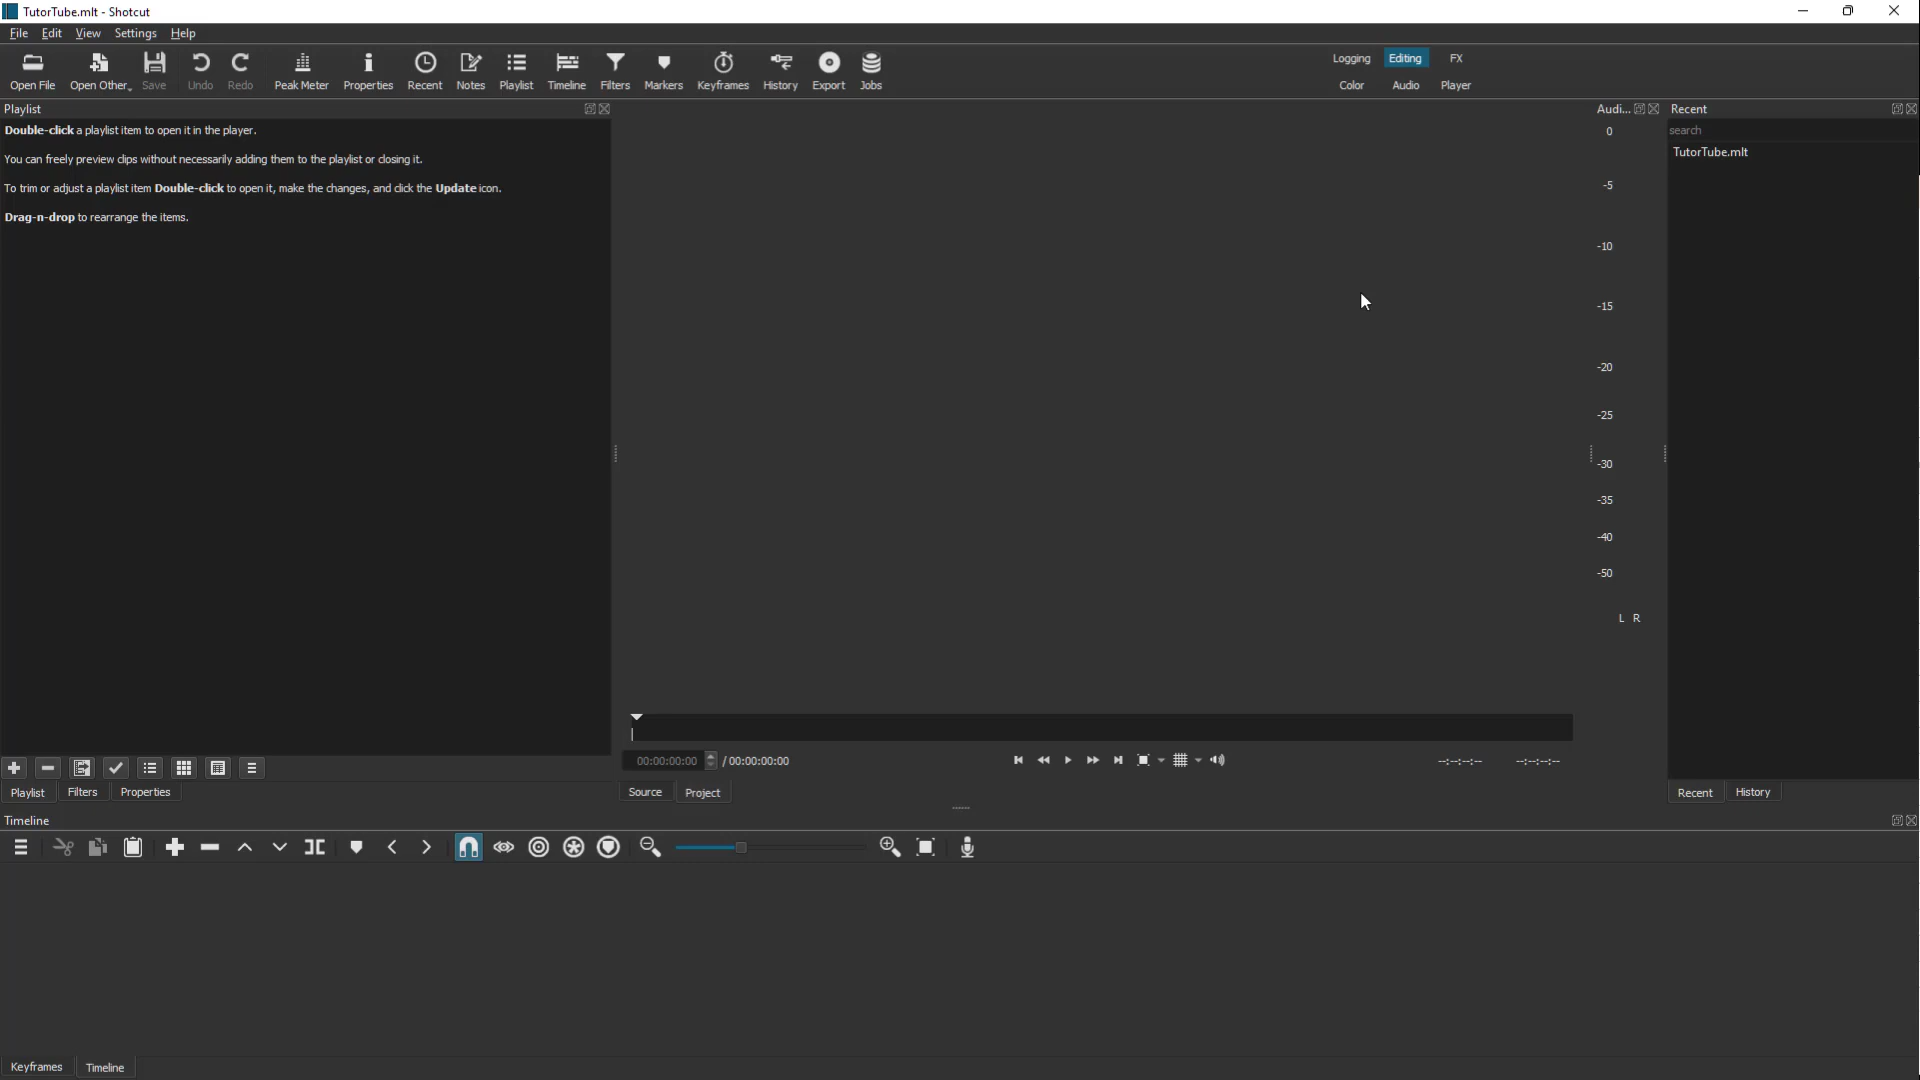 TutorTube.mlt - Shotcut
File Edit View Settings Help
Open File Open Other Save Undo Redo Peak Meter Properties Recent Notes Playlist Timeline Filters Markers Keyframes History Export Jobs
Logging Editing FX
Color Audio Player
Playlist
Double-click a playlist item to open it in the player.
You can freely preview clips without necessarily adding them to the playlist or closing it.
To trim or adjust a playlist item Double-click to open it, make the changes, and click the Update icon.
Drag-n-drop to rearrange the items.
Playlist Filters Properties
00:00:00:00 / 00:00:00:00
--:--:--:-- --:--:--:--
Source Project
Audi...
0
-5
-10
-15
-20
-25
-30
-35
-40
-50
L R
Recent
search
TutorTube.mlt
Recent History
Timeline
Keyframes Timeline